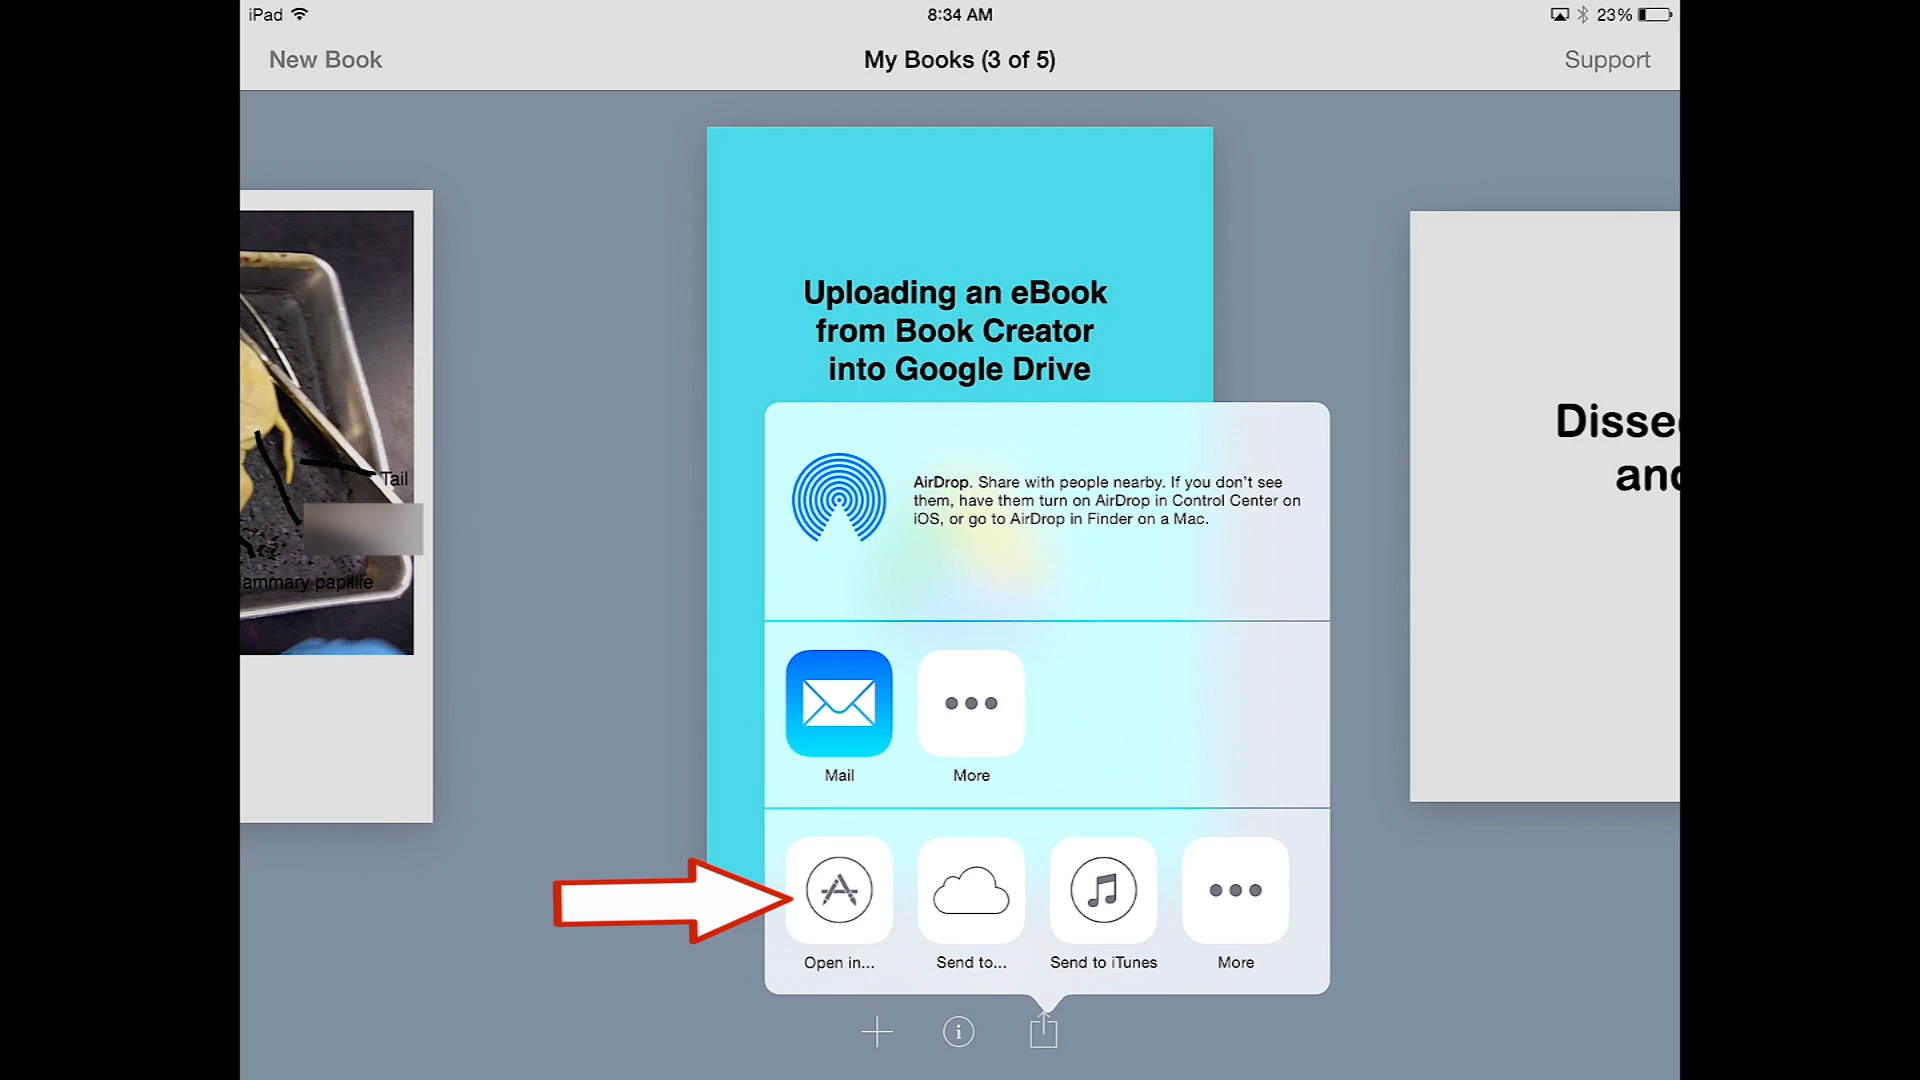 iPad
8:34 AM
23%
New Book
My Books (3 of 5)
Support
Uploading an eBook
from Book Creator
into Google Drive
Tail
ammary papillie
Disse
and
AirDrop. Share with people nearby. If you don't see
them, have them turn on AirDrop in Control Center on
iOS, or go to AirDrop in Finder on a Mac.
Mail
More
Open in...
Send to...
Send to iTunes
More